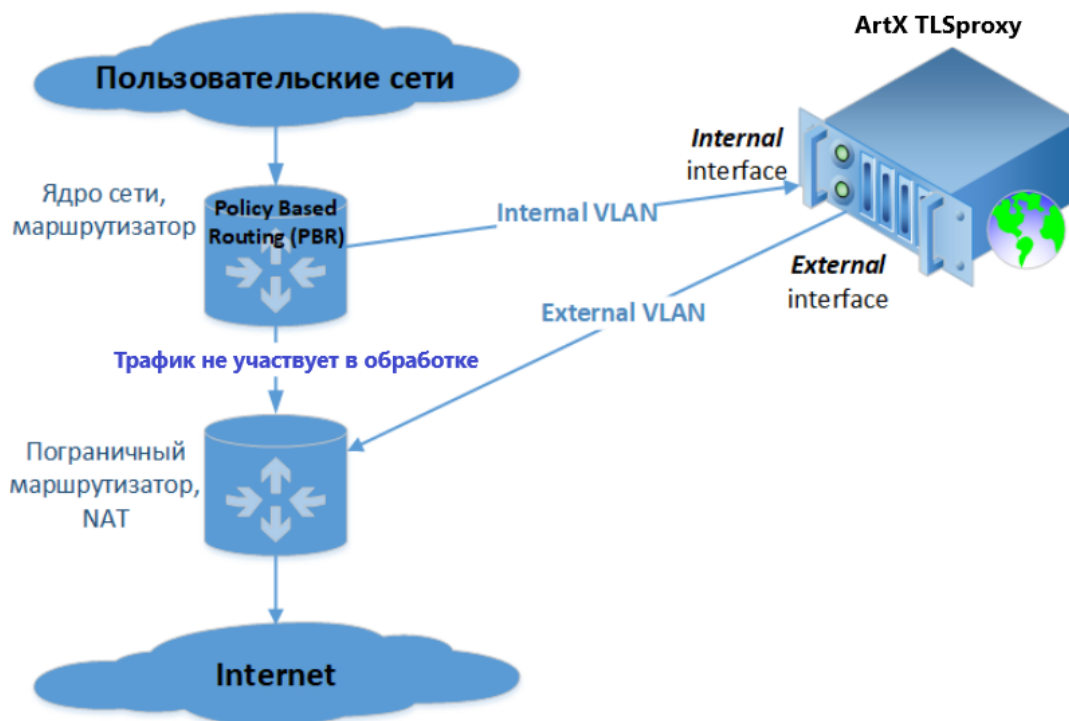 ArtX TLSproxy
Пользовательские сети
Internal
interface
Ядро сети,
маршрутизатор
Policy Based
Routing (PBR)
Internal VLAN
External
interface
External VLAN
Трафик не участвует в обработке
Пограничный
маршрутизатор,
NAT
Internet